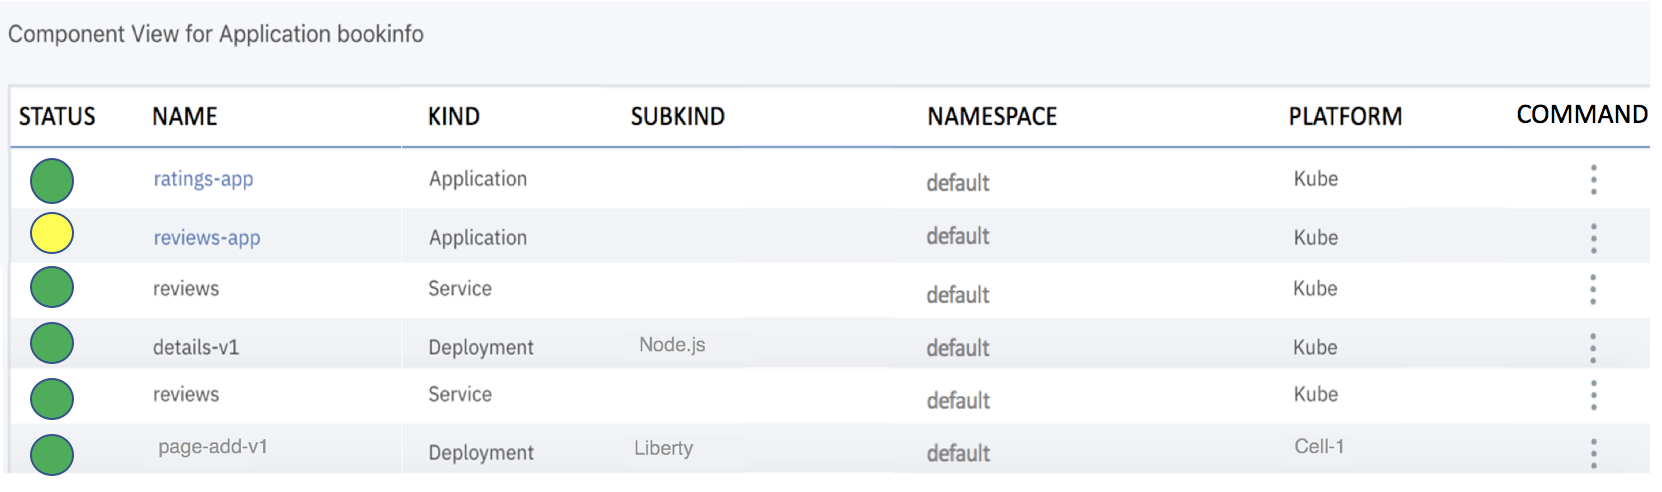 Component View for Application bookinfo
STATUS NAME KIND SUBKIND NAMESPACE PLATFORM COMMAND
ratings-app Application default Kube
reviews-app Application default Kube
reviews Service default Kube
details-v1 Deployment Node.js default Kube
reviews Service default Kube
page-add-v1 Deployment Liberty default Cell-1